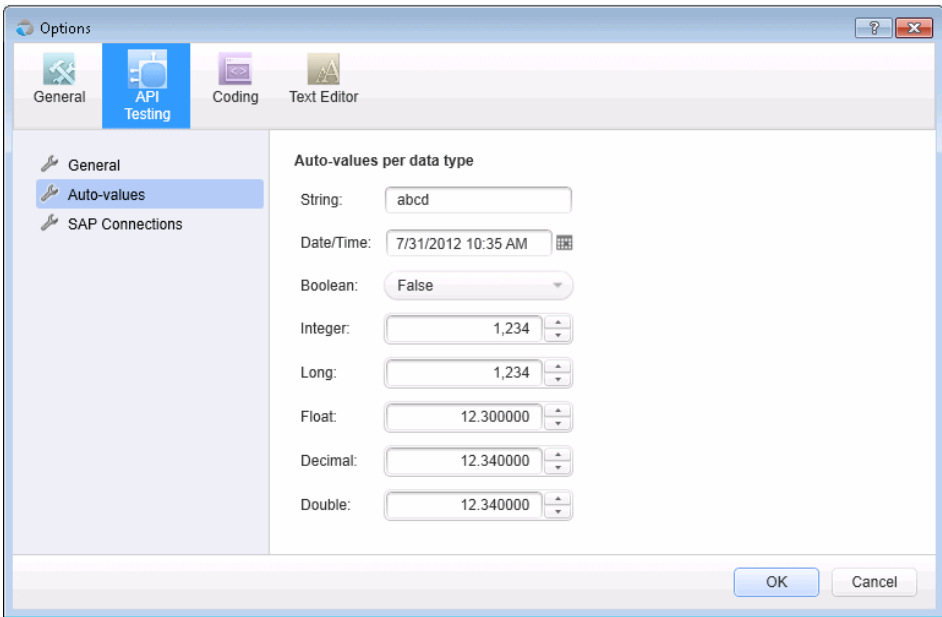 Options
General
API
Testing
Coding
Text Editor
General
Auto-values
SAP Connections
Auto-values per data type
String: abcd
Date/Time: 7/31/2012 10:35 AM
Boolean: False
Integer: 1,234
Long: 1,234
Float: 12.300000
Decimal: 12.340000
Double: 12.340000
OK Cancel